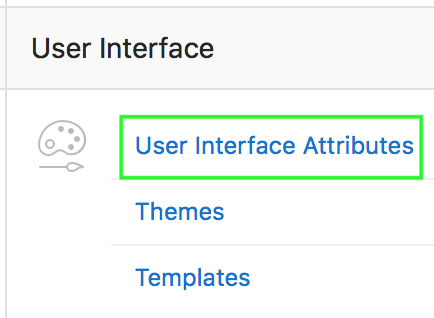 User Interface
User Interface Attributes
Themes
Templates